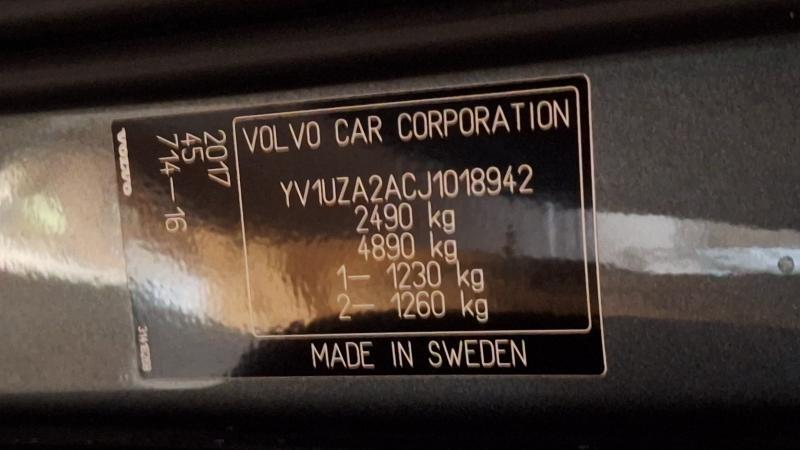 VOLVO
2017
45
714-16
VOLVO CAR CORPORATION
YV1UZA2ACJ1018942
2490 kg
4890 kg
1- 1230 kg
2- 1260 kg
MADE IN SWEDEN